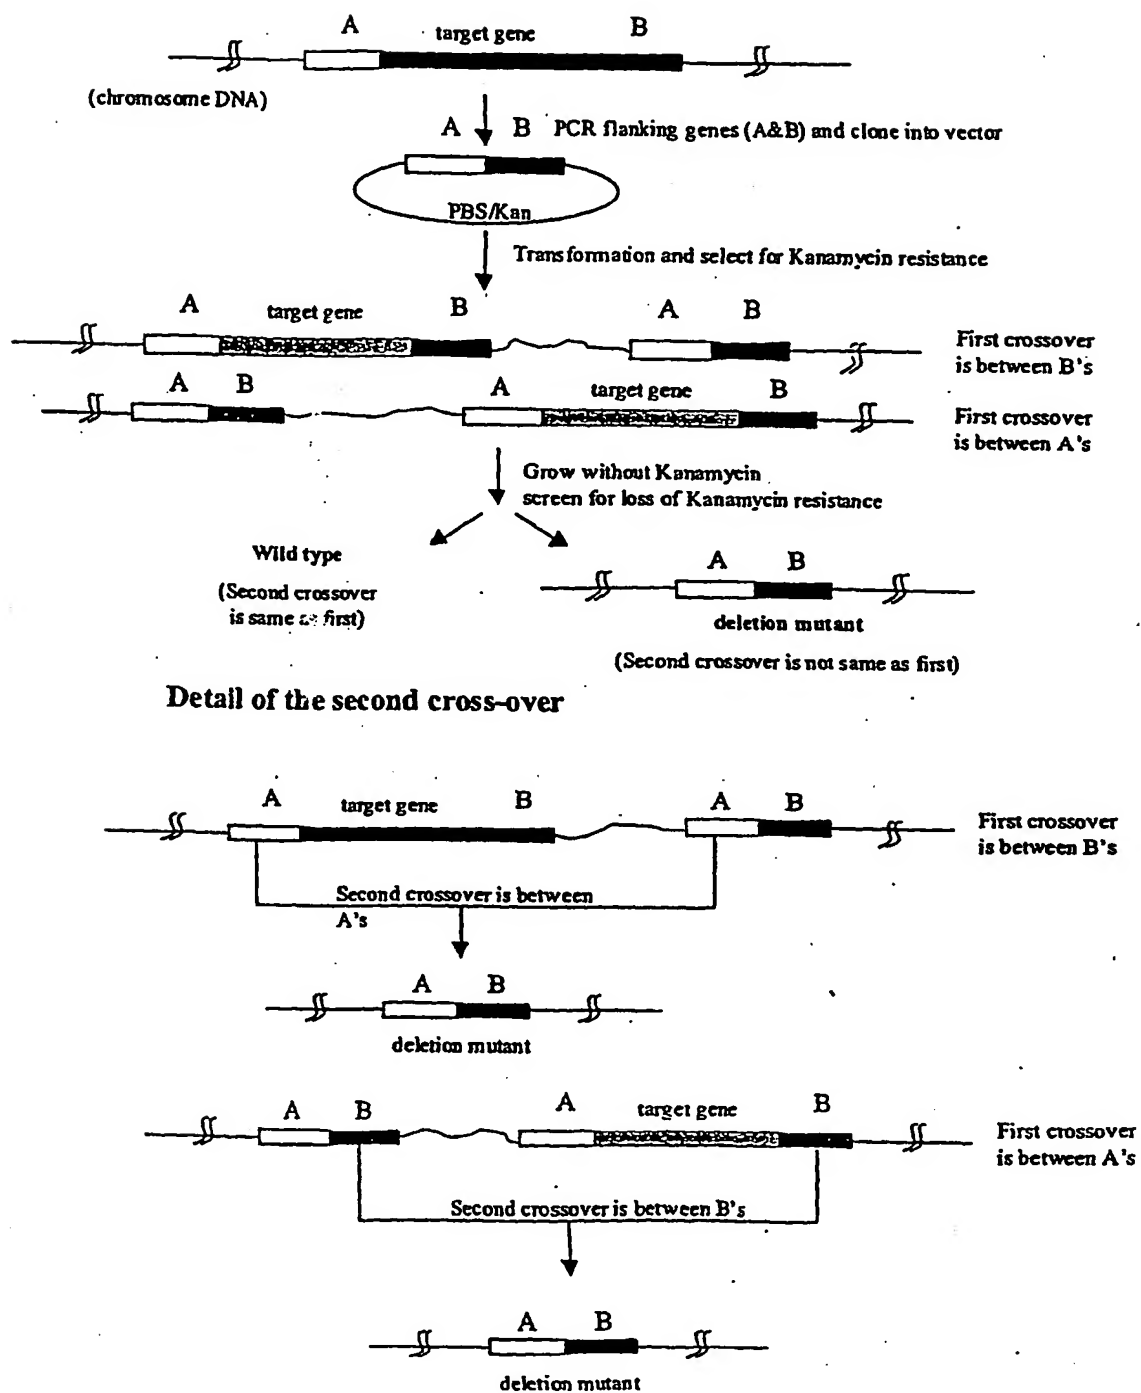 A target gene B
(chromosome DNA)
A B PCR flanking genes (A&B) and clone into vector
PBS/Kan
Transformation and select for Kanamycin resistance
A target gene B A B
First crossover
is between B's
A B A target gene B
First crossover
is between A's
Grow without Kanamycin
screen for loss of Kanamycin resistance
Wild type
(Second crossover
is same as first)
A B
deletion mutant
(Second crossover is not same as first)
Detail of the second cross-over
A target gene B A B
First crossover
is between B's
Second crossover is between
A's
A B
deletion mutant
A B A target gene B
First crossover
is between A's
Second crossover is between B's
A B
deletion mutant